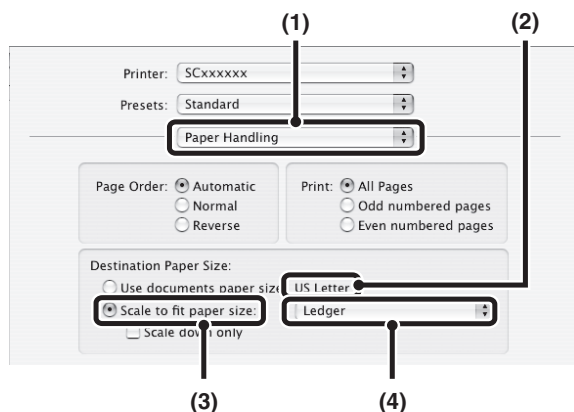 (1) (2)
Printer: SCxxxxxx
Presets: Standard
Paper Handling
Page Order: Automatic Print: All Pages
Normal Odd numbered pages
Reverse Even numbered pages
Destination Paper Size:
Use documents paper size: US Letter
Scale to fit paper size: Ledger
Scale down only
(3) (4)